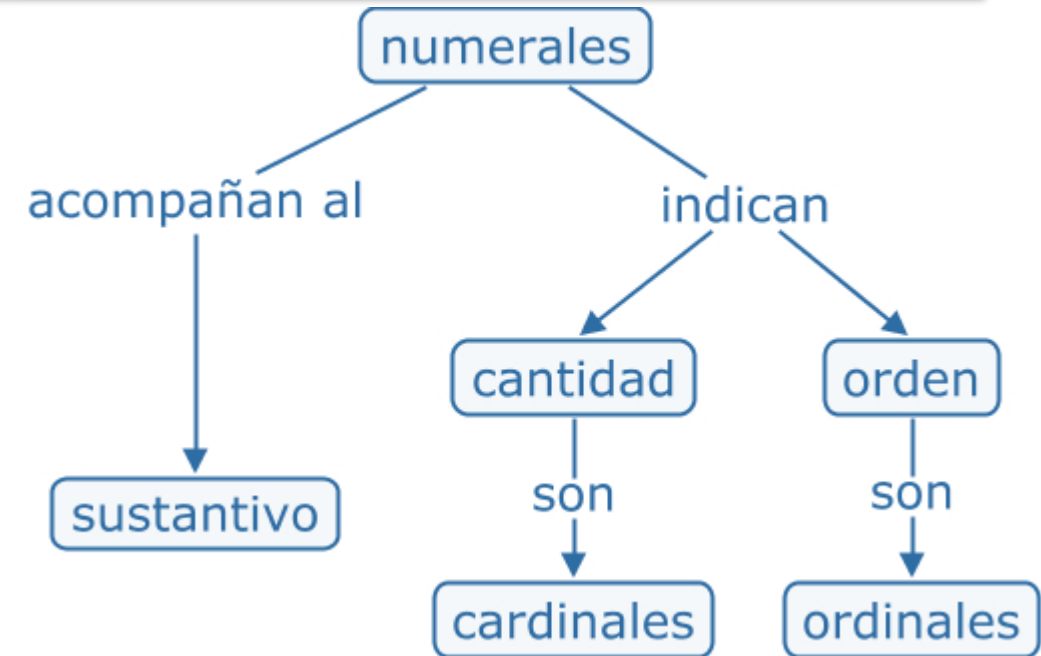 numerales
acompañan al
indican
cantidad
orden
son
son
sustantivo
cardinales
ordinales